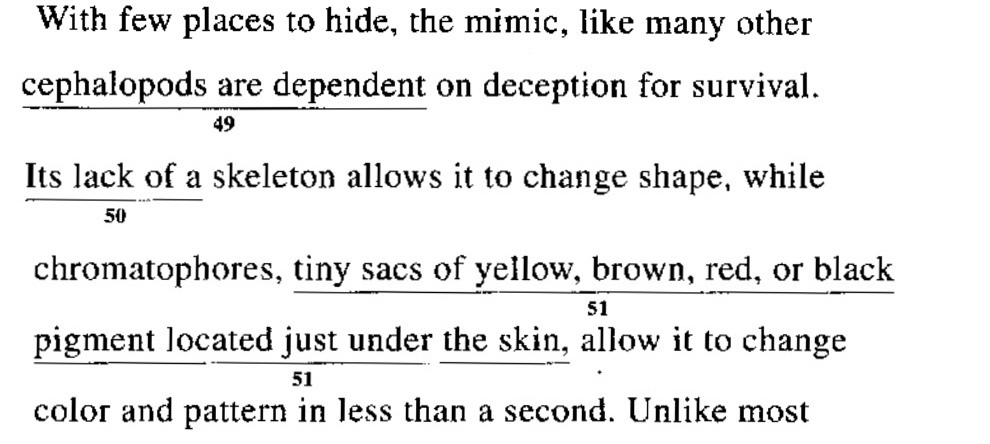 With few places to hide, the mimic, like many other
cephalopods are dependent on deception for survival.
49
Its lack of a skeleton allows it to change shape, while
50
chromatophores, tiny sacs of yellow, brown, red, or black
51
pigment located just under the skin, allow it to change
51
color and pattern in less than a second. Unlike most